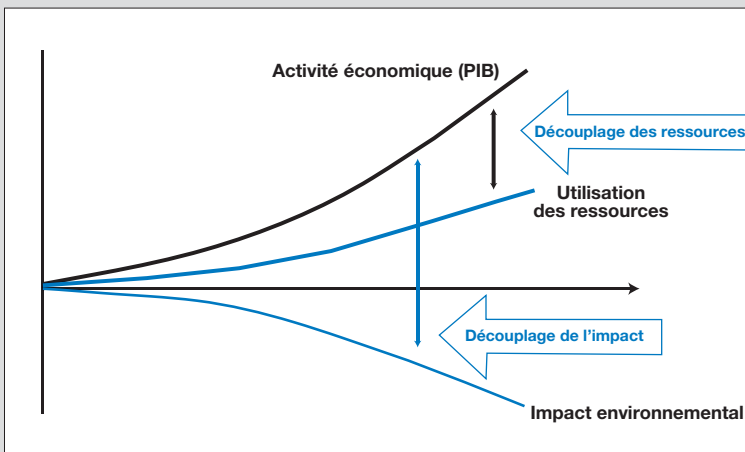 Activité économique (PIB)
Découplage des ressources
Utilisation
des ressources
Découplage de l'impact
Impact environnemental